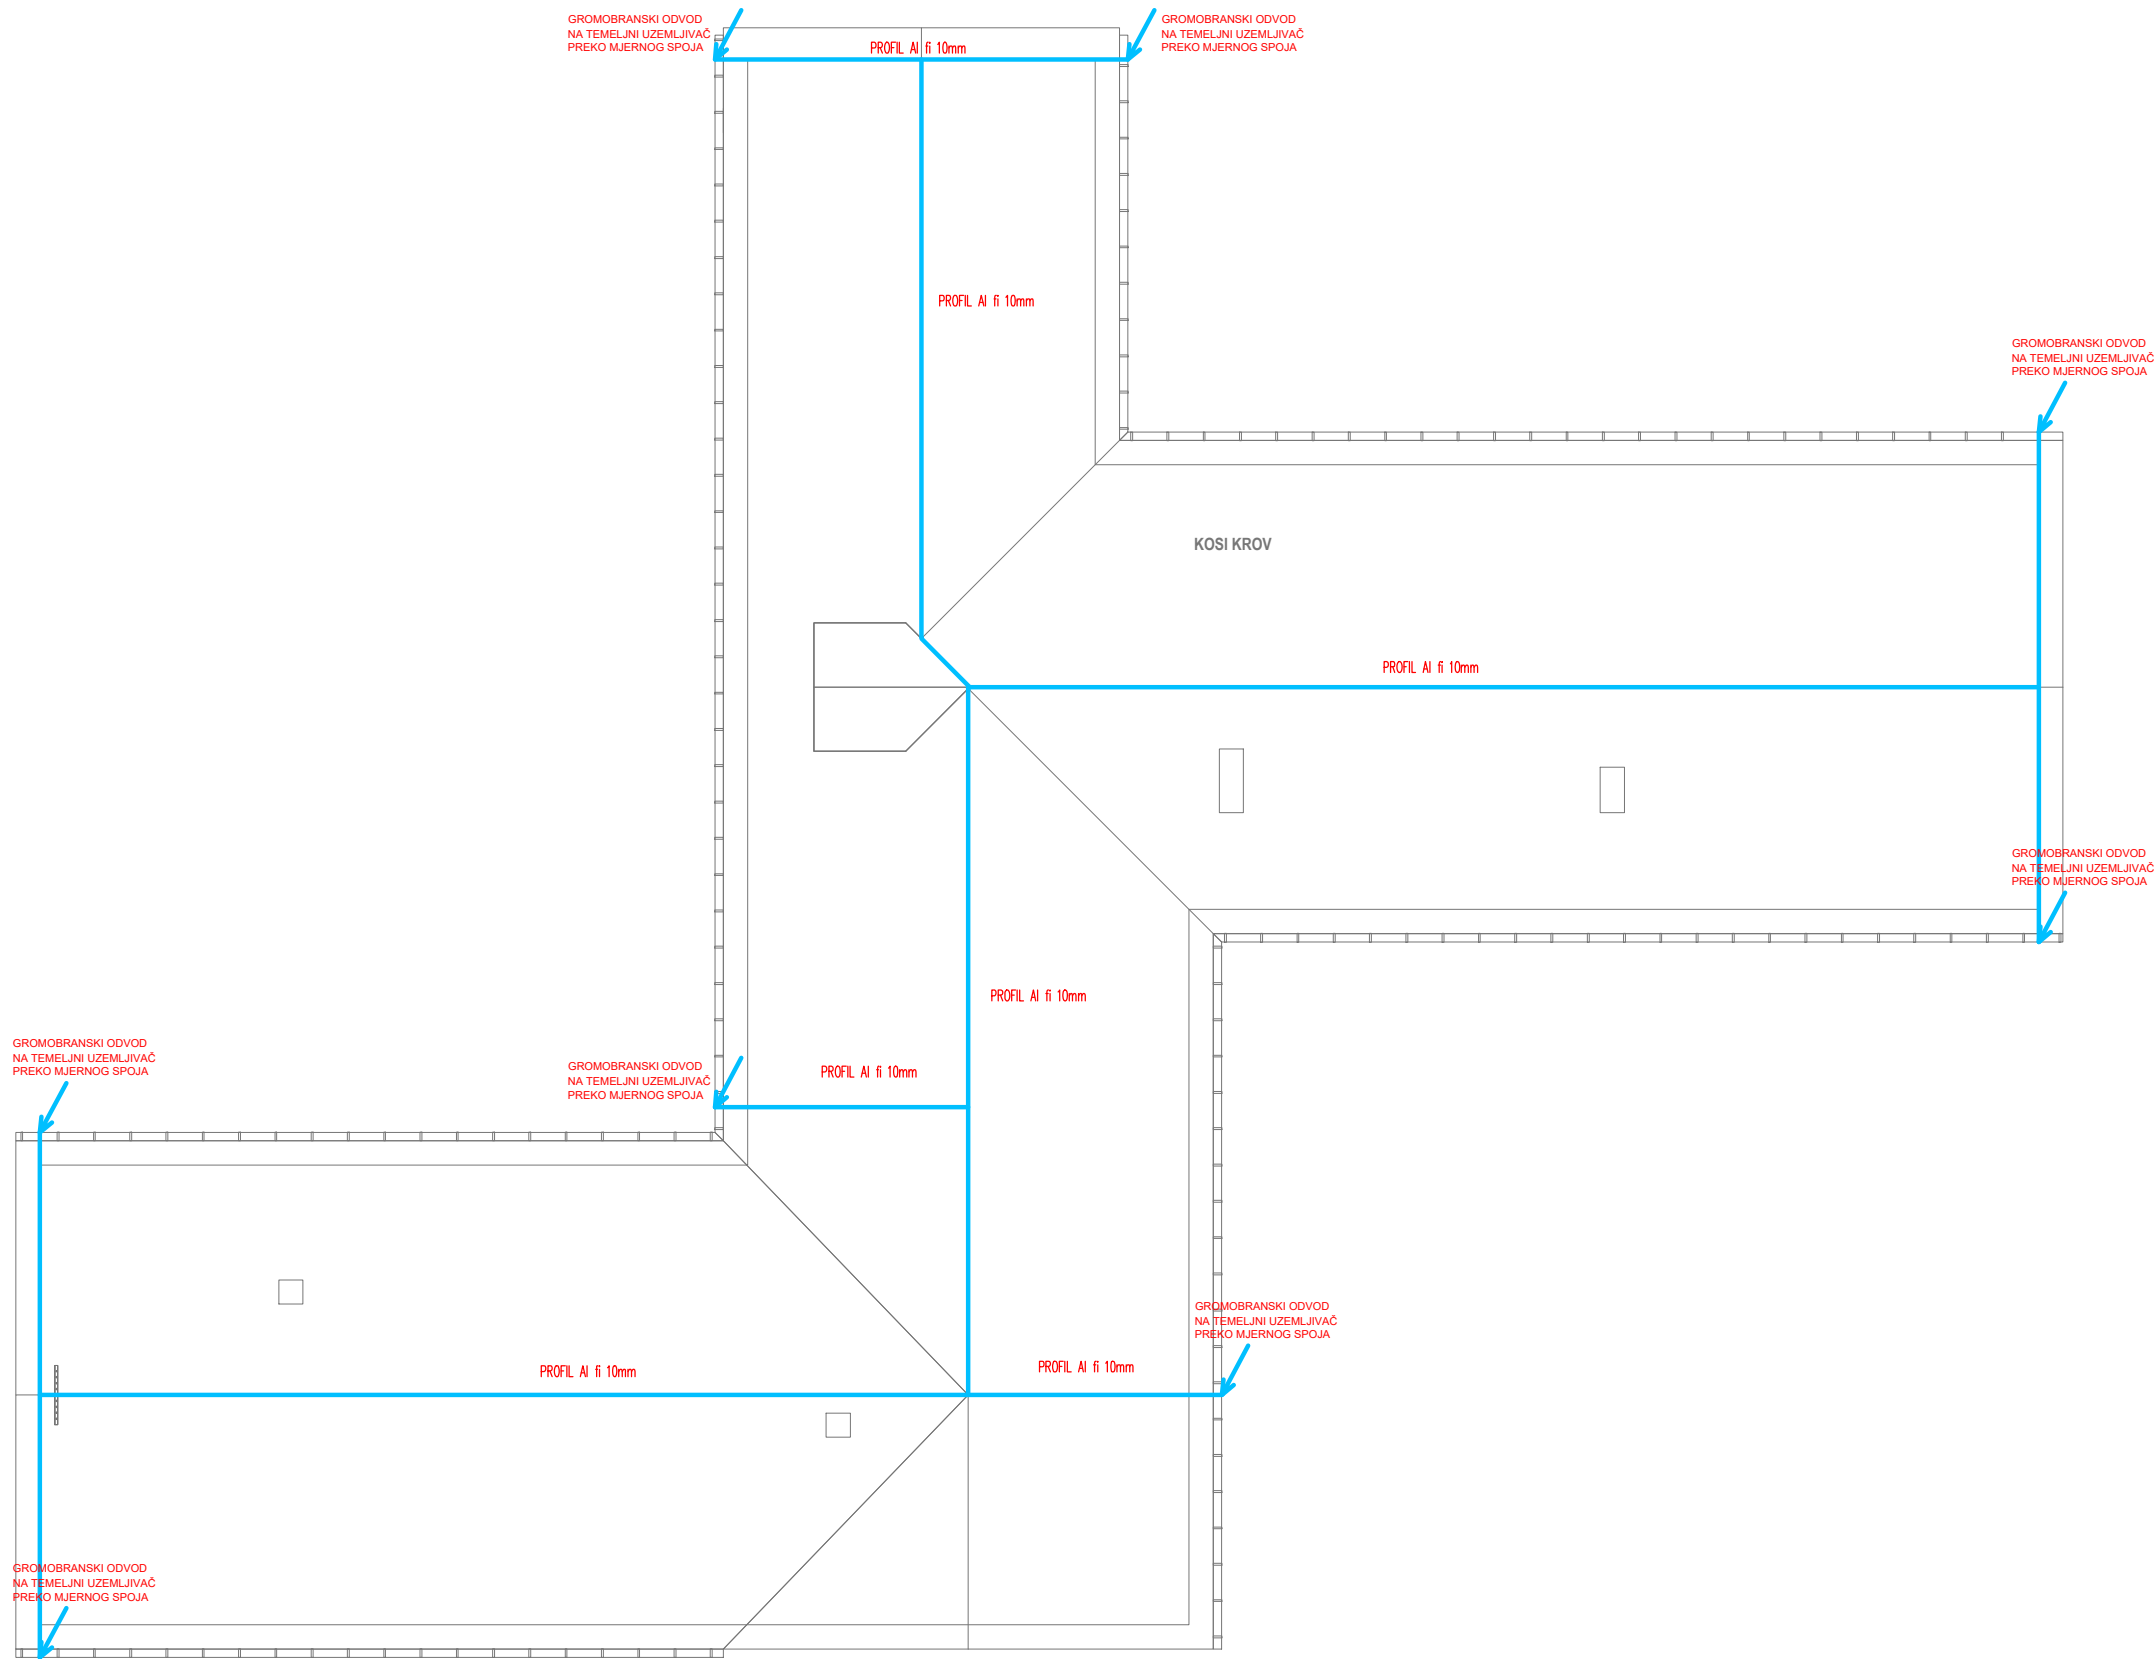 GROMOBRANSKI ODVOD
NA TEMELJNI UZEMLJIVAČ
PREKO MJERNOG SPOJA
PROFIL Al fi 10mm
GROMOBRANSKI ODVOD
NA TEMELJNI UZEMLJIVAČ
PREKO MJERNOG SPOJA
PROFIL Al fi 10mm
GROMOBRANSKI ODVOD
NA TEMELJNI UZEMLJIVAČ
PREKO MJERNOG SPOJA
KOSI KROV
PROFIL Al fi 10mm
GROMOBRANSKI ODVOD
NA TEMELJNI UZEMLJIVAČ
PREKO MJERNOG SPOJA
PROFIL Al fi 10mm
GROMOBRANSKI ODVOD
NA TEMELJNI UZEMLJIVAČ
PREKO MJERNOG SPOJA
GROMOBRANSKI ODVOD
NA TEMELJNI UZEMLJIVAČ
PREKO MJERNOG SPOJA
PROFIL Al fi 10mm
GROMOBRANSKI ODVOD
NA TEMELJNI UZEMLJIVAČ
PREKO MJERNOG SPOJA
PROFIL Al fi 10mm
PROFIL Al fi 10mm
GROMOBRANSKI ODVOD
NA TEMELJNI UZEMLJIVAČ
PREKO MJERNOG SPOJA